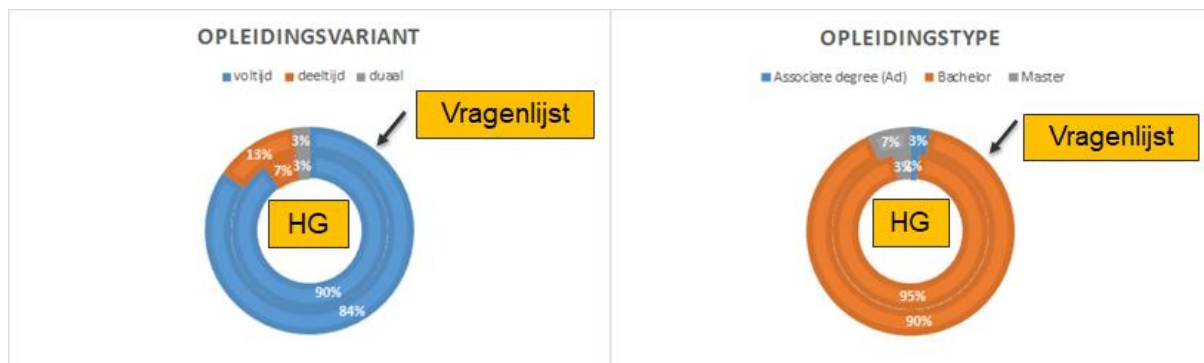 OPLEIDINGSVARIANT
voltijd deeltijd duaal
Vragenlijst
3%
13%
7% 3%
HG
90%
84%
OPLEIDINGSTYPE
Associate degree (Ad) Bachelor Master
Vragenlijst
7% 3%
3%
HG
95%
90%